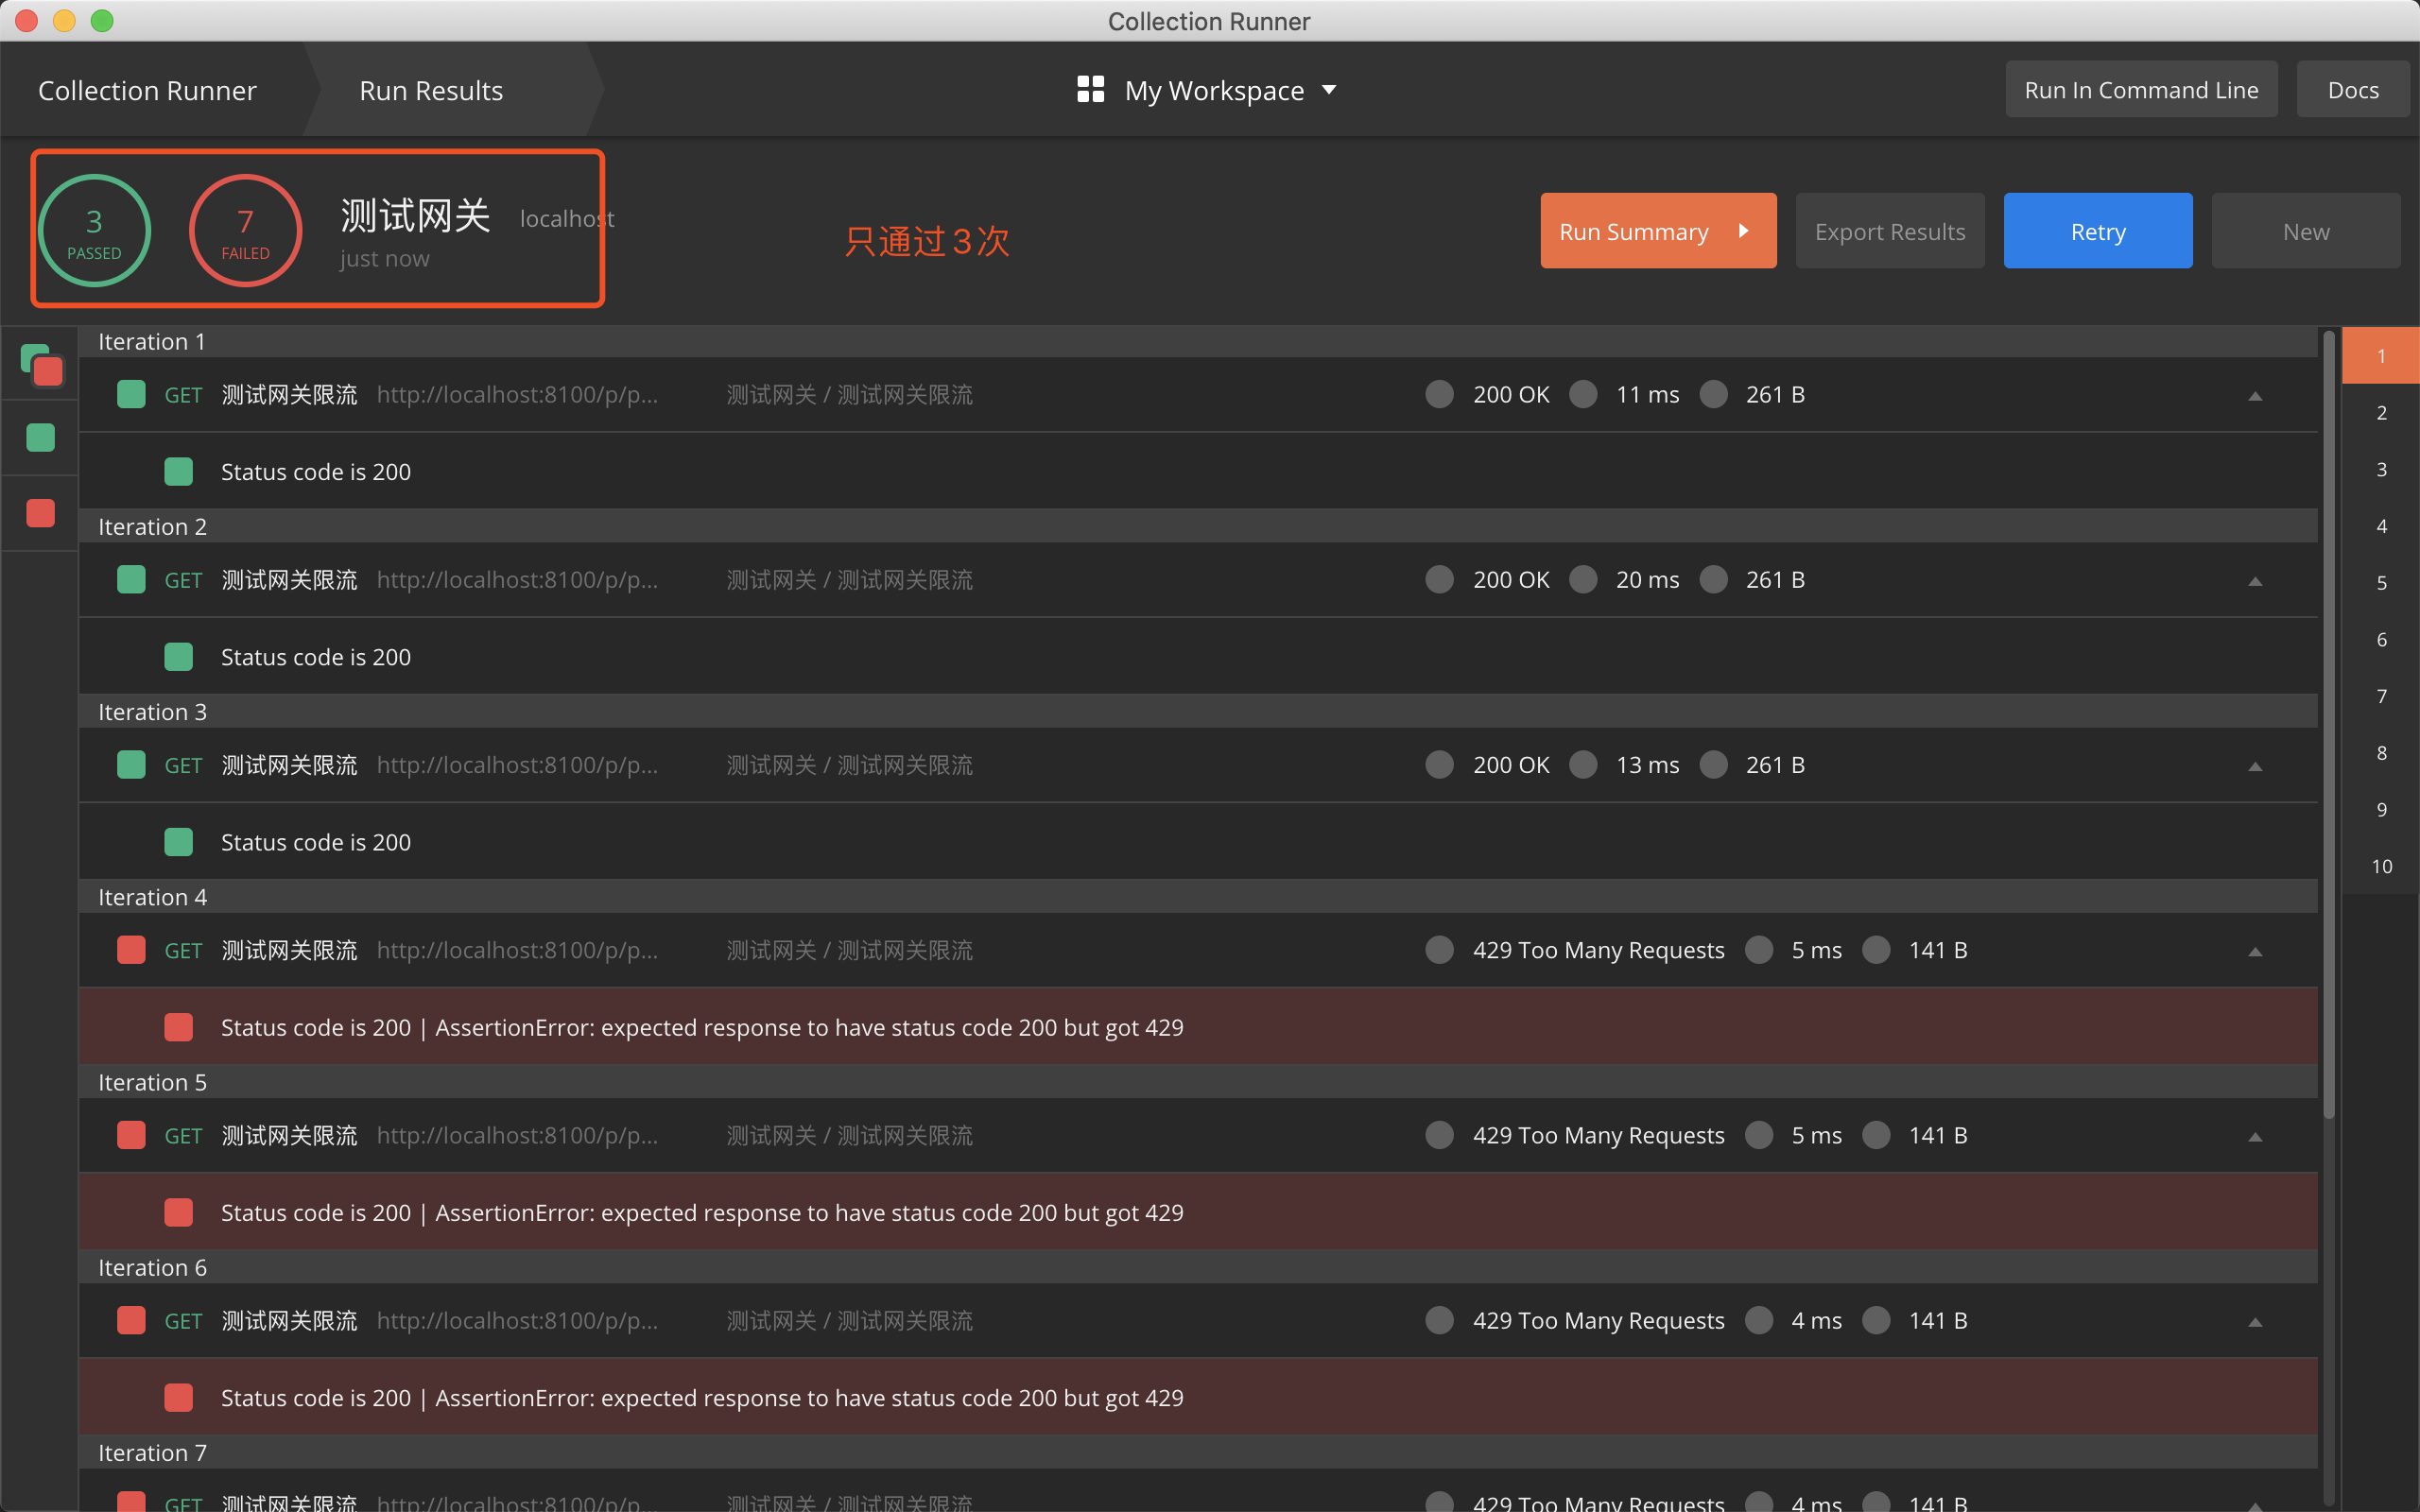 Collection Runner
Collection Runner
Run Results
My Workspace
Run In Command Line
Docs
3
PASSED
7
FAILED
测试网关 localhost
just now
只通过3次
Run Summary
Export Results
Retry
New
Iteration 1
GET 测试网关限流 http://localhost:8100/p/p... 测试网关 / 测试网关限流 200 OK 11 ms 261 B
Status code is 200
Iteration 2
GET 测试网关限流 http://localhost:8100/p/p... 测试网关 / 测试网关限流 200 OK 20 ms 261 B
Status code is 200
Iteration 3
GET 测试网关限流 http://localhost:8100/p/p... 测试网关 / 测试网关限流 200 OK 13 ms 261 B
Status code is 200
Iteration 4
GET 测试网关限流 http://localhost:8100/p/p... 测试网关 / 测试网关限流 429 Too Many Requests 5 ms 141 B
Status code is 200 | AssertionError: expected response to have status code 200 but got 429
Iteration 5
GET 测试网关限流 http://localhost:8100/p/p... 测试网关 / 测试网关限流 429 Too Many Requests 5 ms 141 B
Status code is 200 | AssertionError: expected response to have status code 200 but got 429
Iteration 6
GET 测试网关限流 http://localhost:8100/p/p... 测试网关 / 测试网关限流 429 Too Many Requests 4 ms 141 B
Status code is 200 | AssertionError: expected response to have status code 200 but got 429
Iteration 7
GET 测试网关限流 http://localhost:8100/p/p... 测试网关 / 测试网关限流 429 Too Many Requests 4 ms 141 B
1
2
3
4
5
6
7
8
9
10